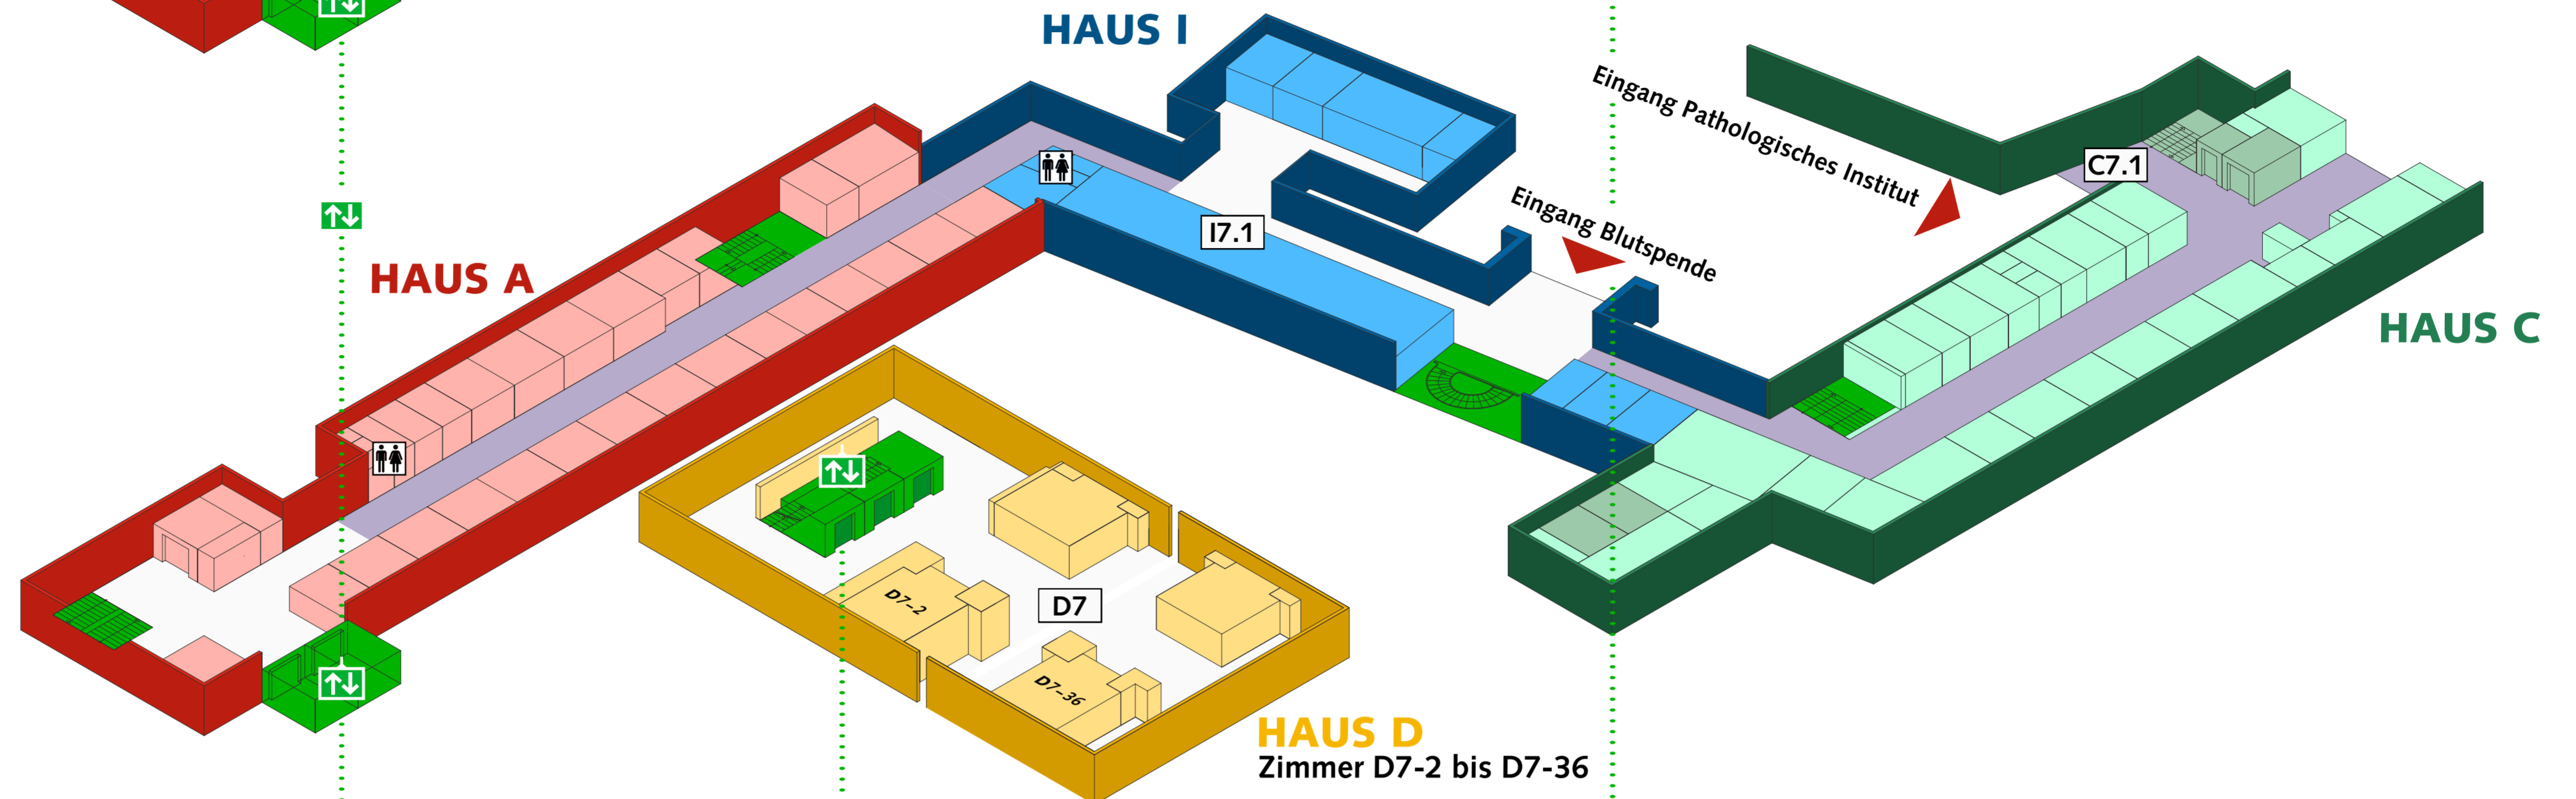 HAUS I
Eingang Pathologisches Institut
C7.1
I7.1
Eingang Blutspende
HAUS A
HAUS C
D7-2
D7
D7-36
HAUS D
Zimmer D7-2 bis D7-36